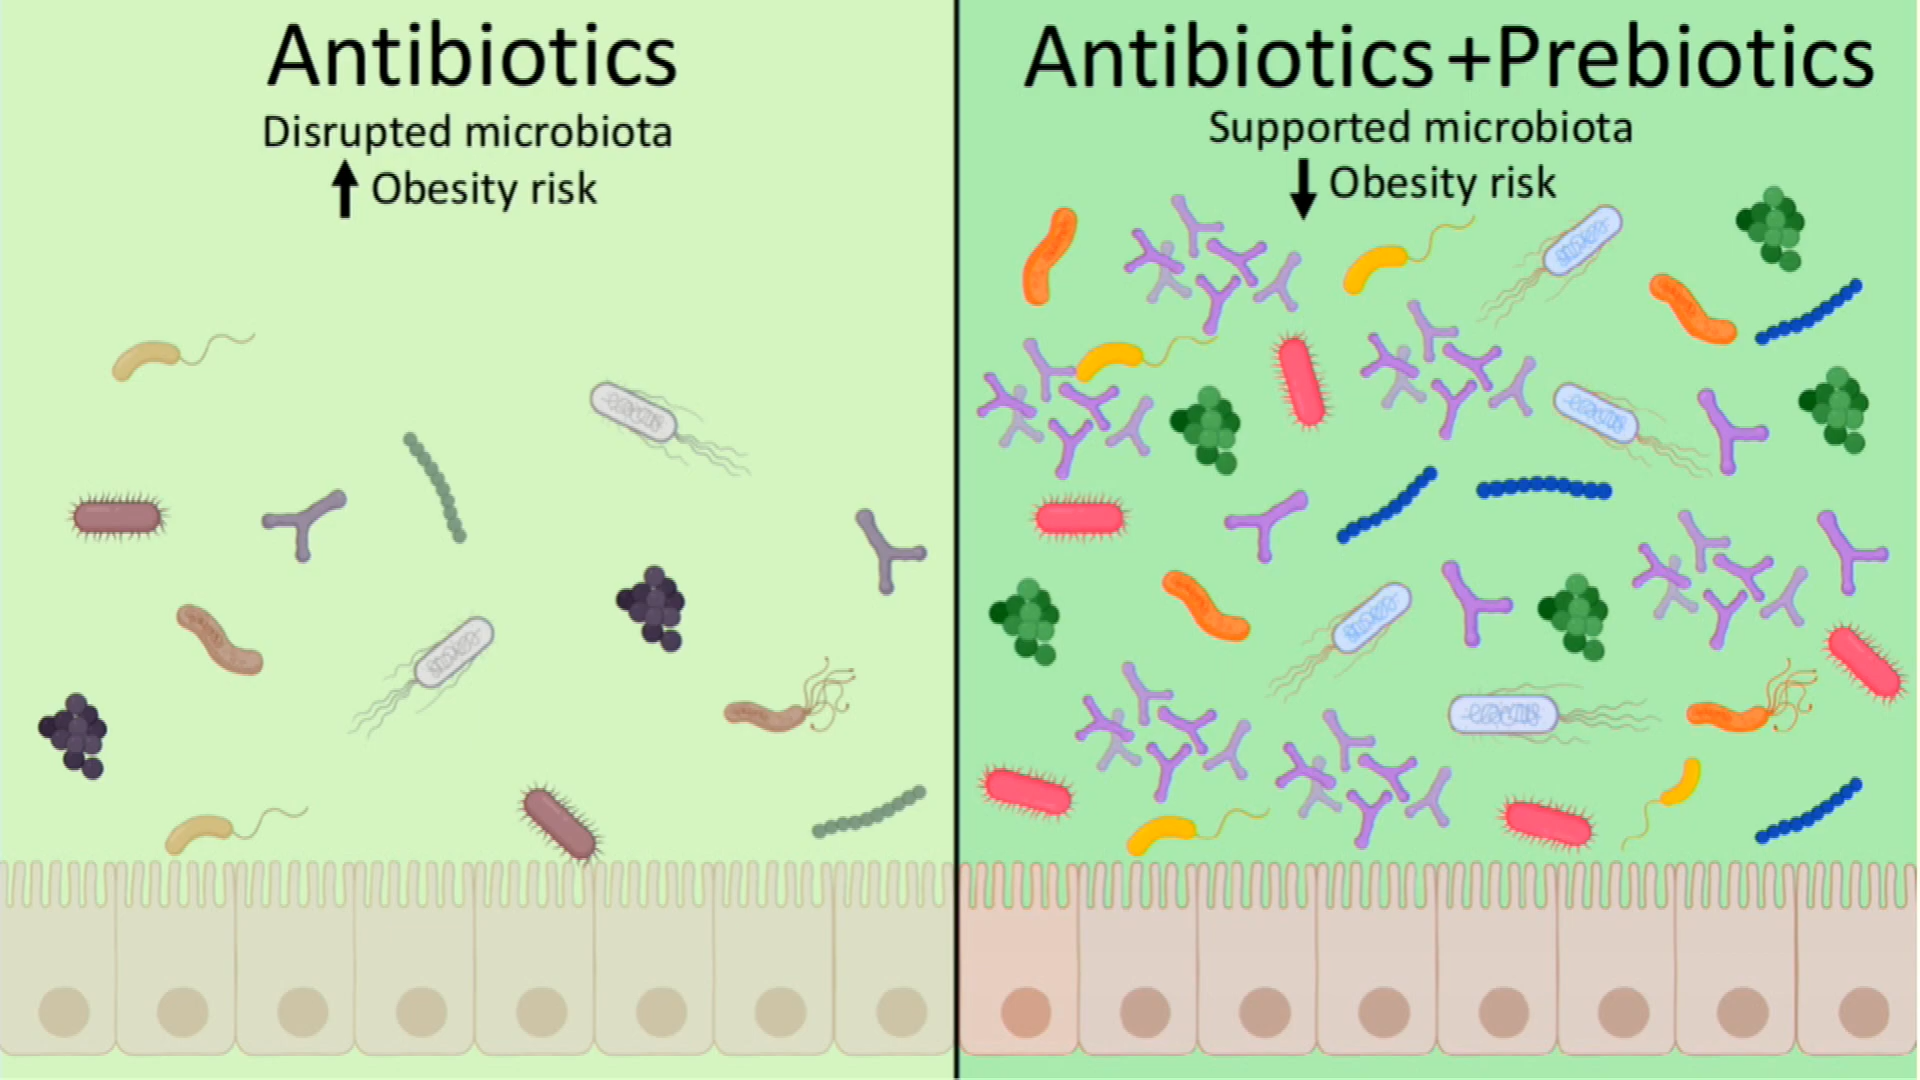 Antibiotics
Disrupted microbiota
Obesity risk
Antibiotics +Prebiotics
Supported microbiota
Obesity risk